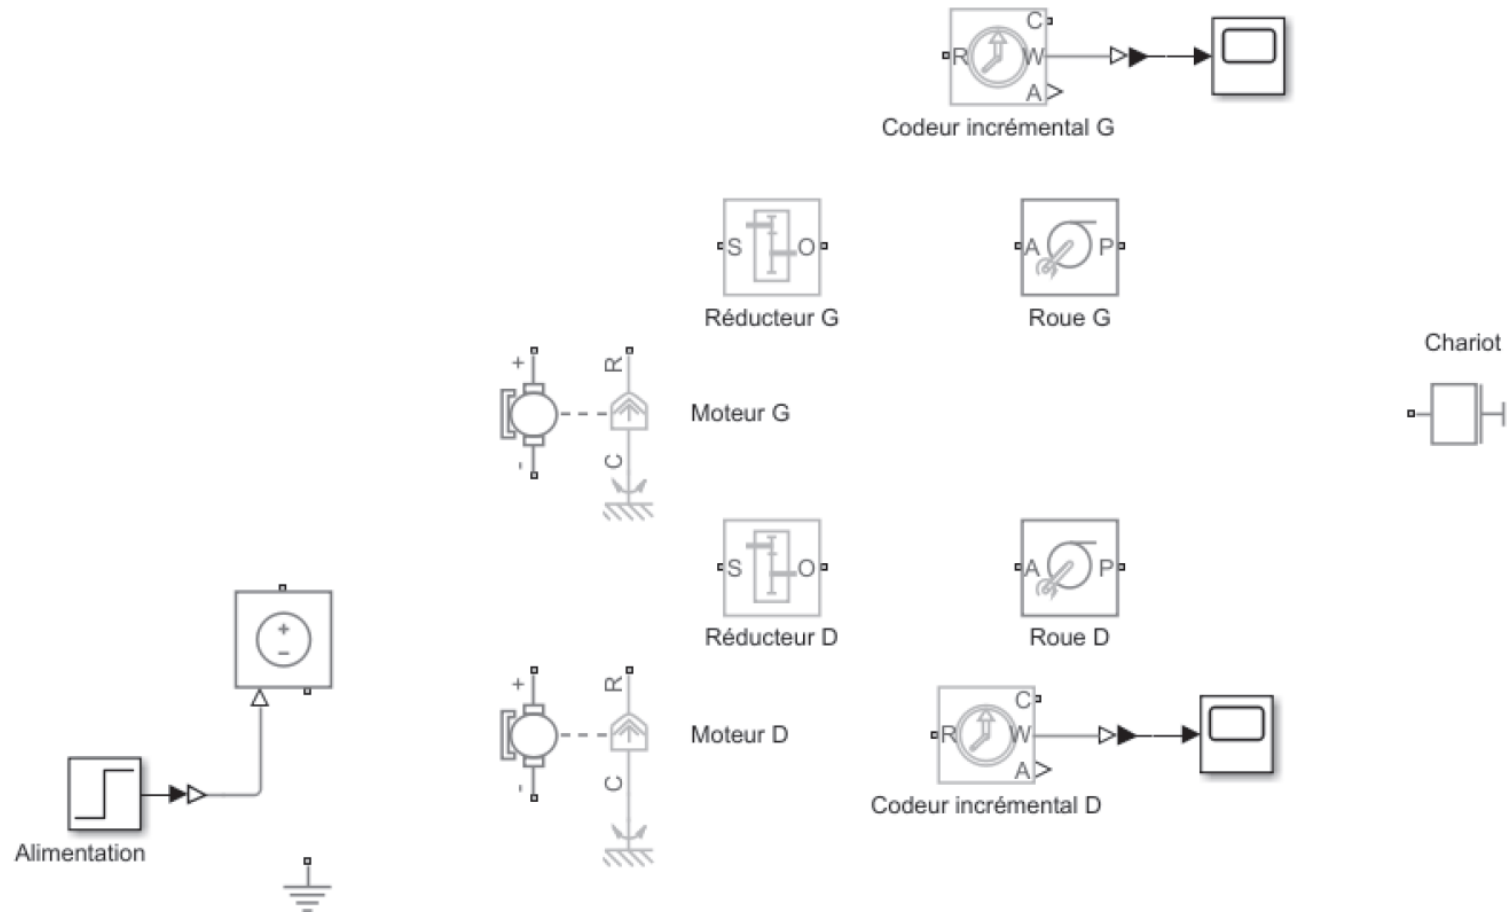 C
R W
A
Codeur incrémental G
S O
A P
Réducteur G
Roue G
Chariot
+
R
Moteur G
-
C
S O
A P
Réducteur D
Roue D
+
-
+
R
Moteur D
-
C
C
R W
A
Codeur incrémental D
Alimentation